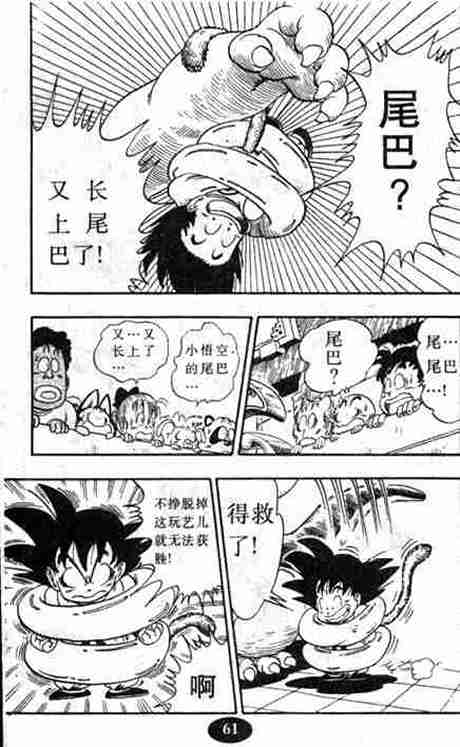 尾
巴
?
又长
上尾
巴了!
尾…
尾巴
…!
尾
巴
?
小悟空
的尾巴
…
又…又
长上了
…
得救
了!
不挣脱掉
这玩艺儿
就无法获
胜!
啊
61